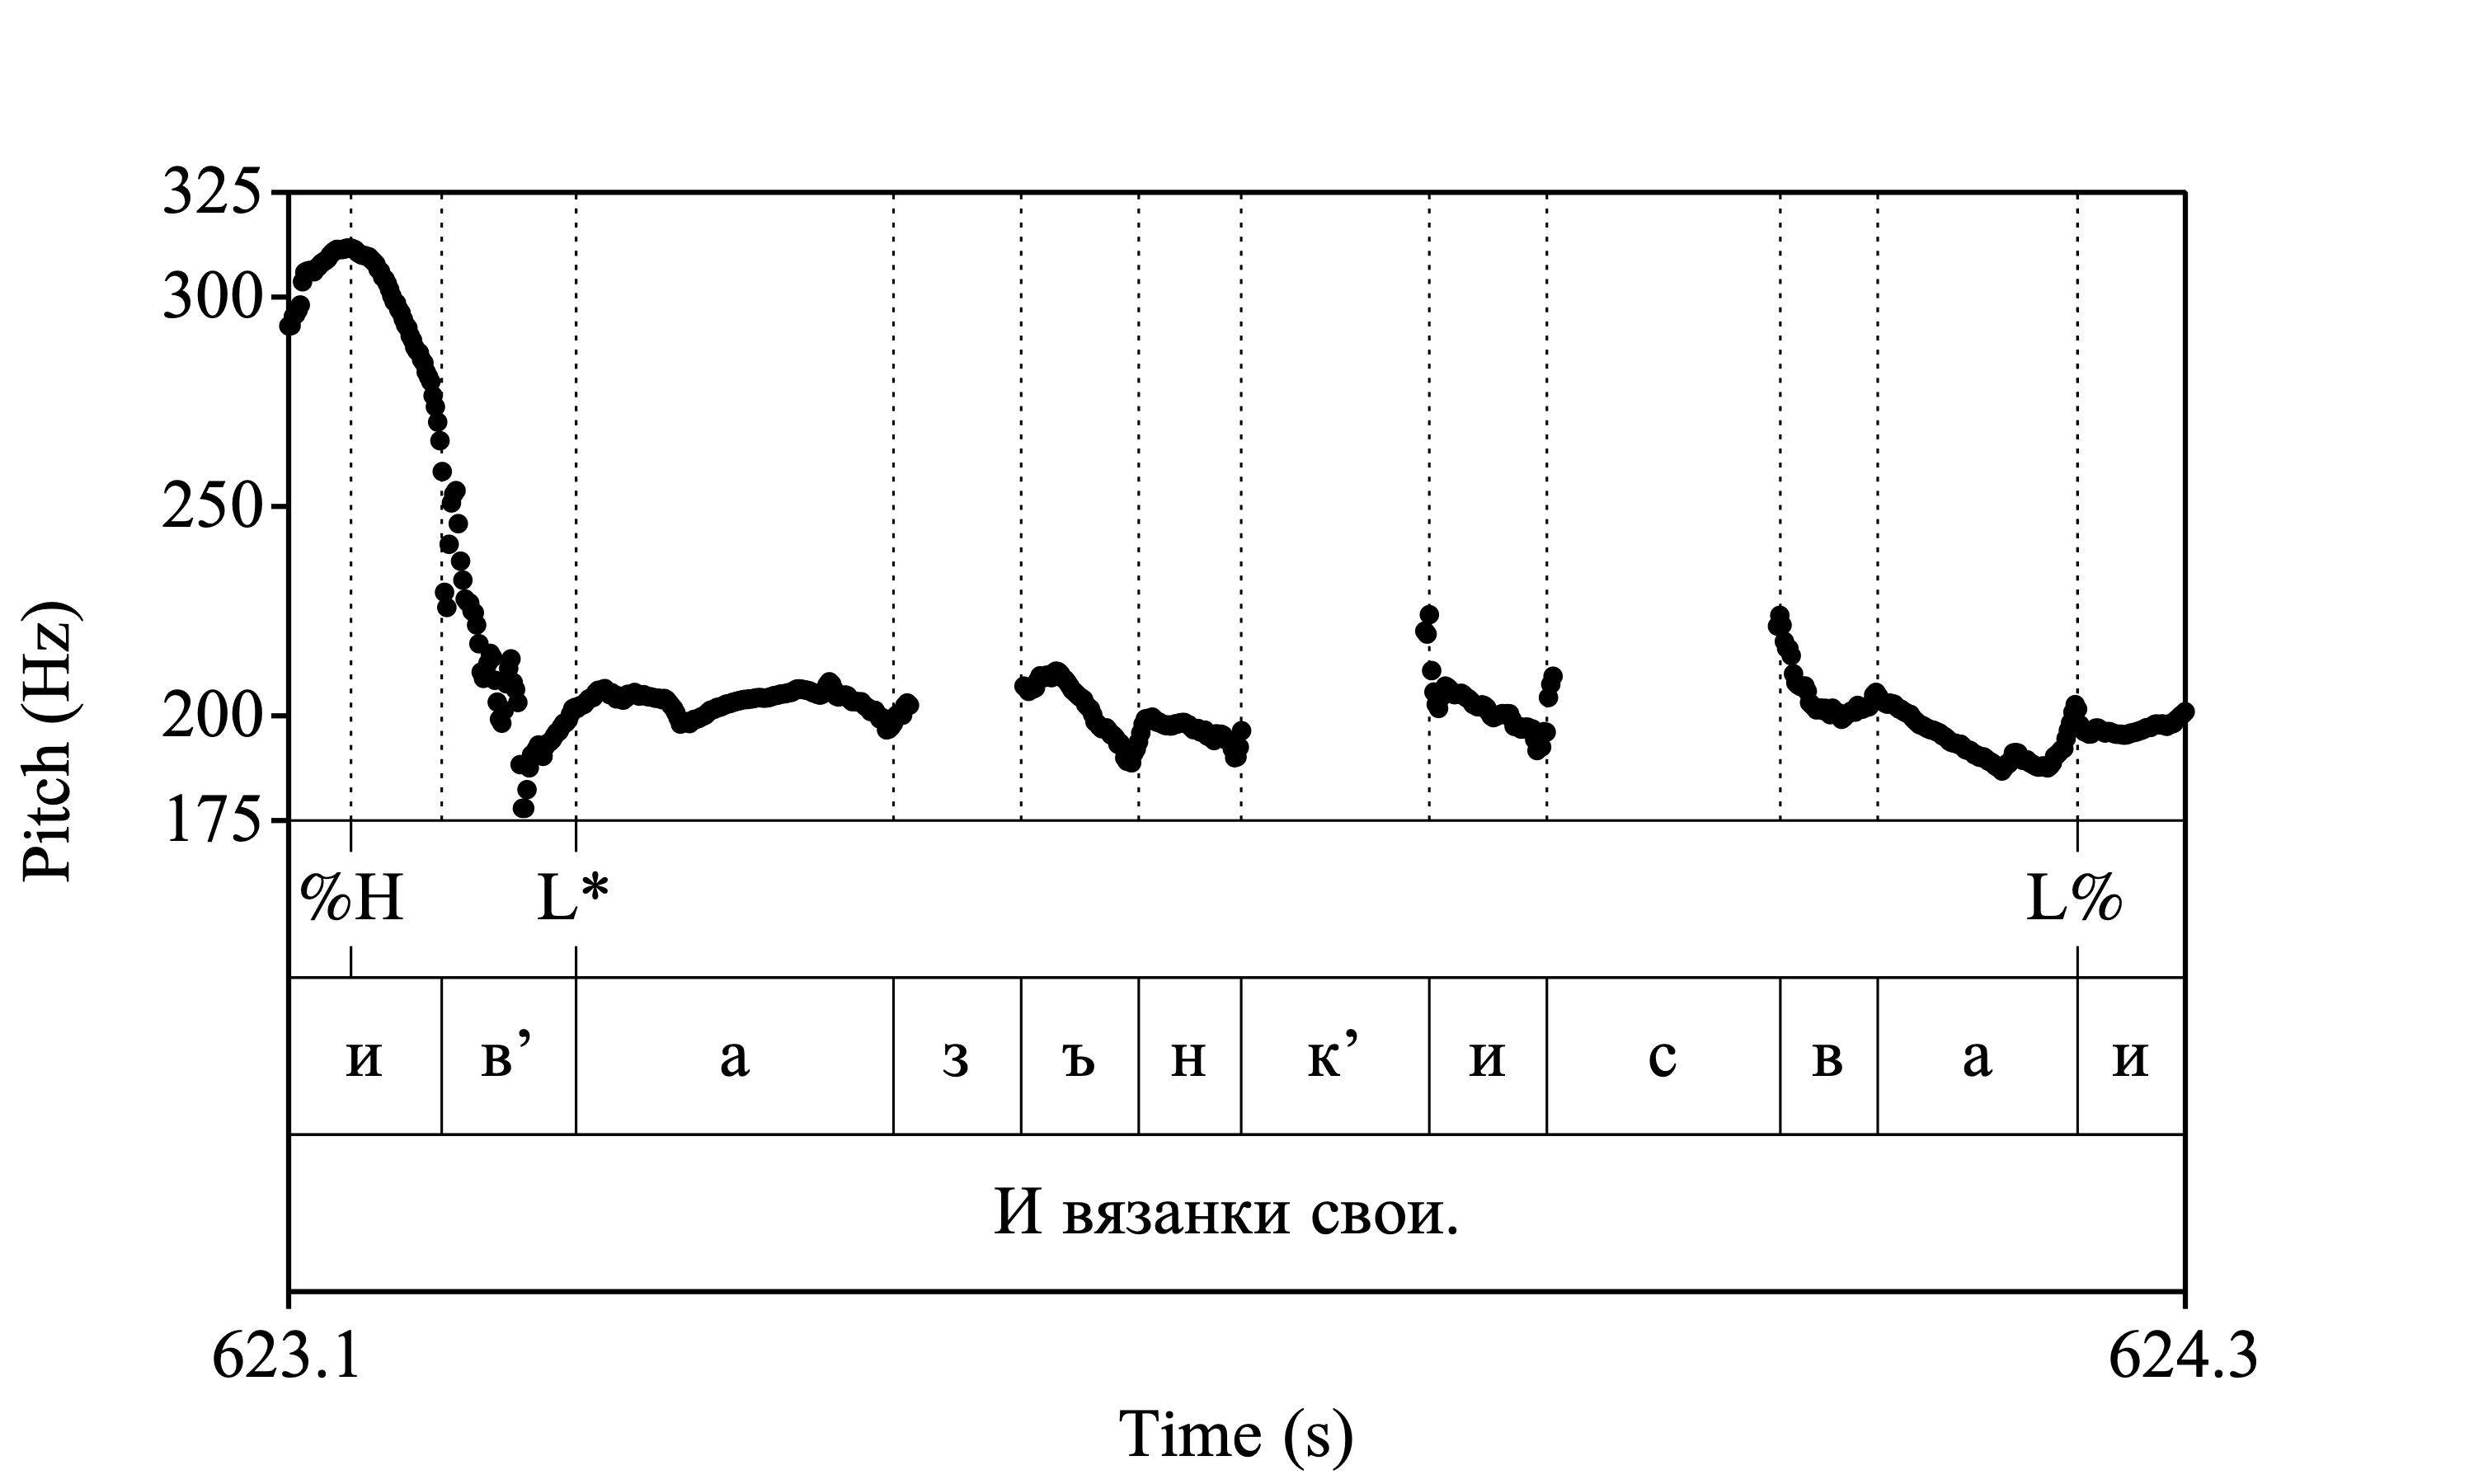 325
300
250
200
175
Pitch (Hz)
%H L* L%
и в’ а з ъ н к’ и с в а и
И вязанки свои.
623.1 624.3
Time (s)